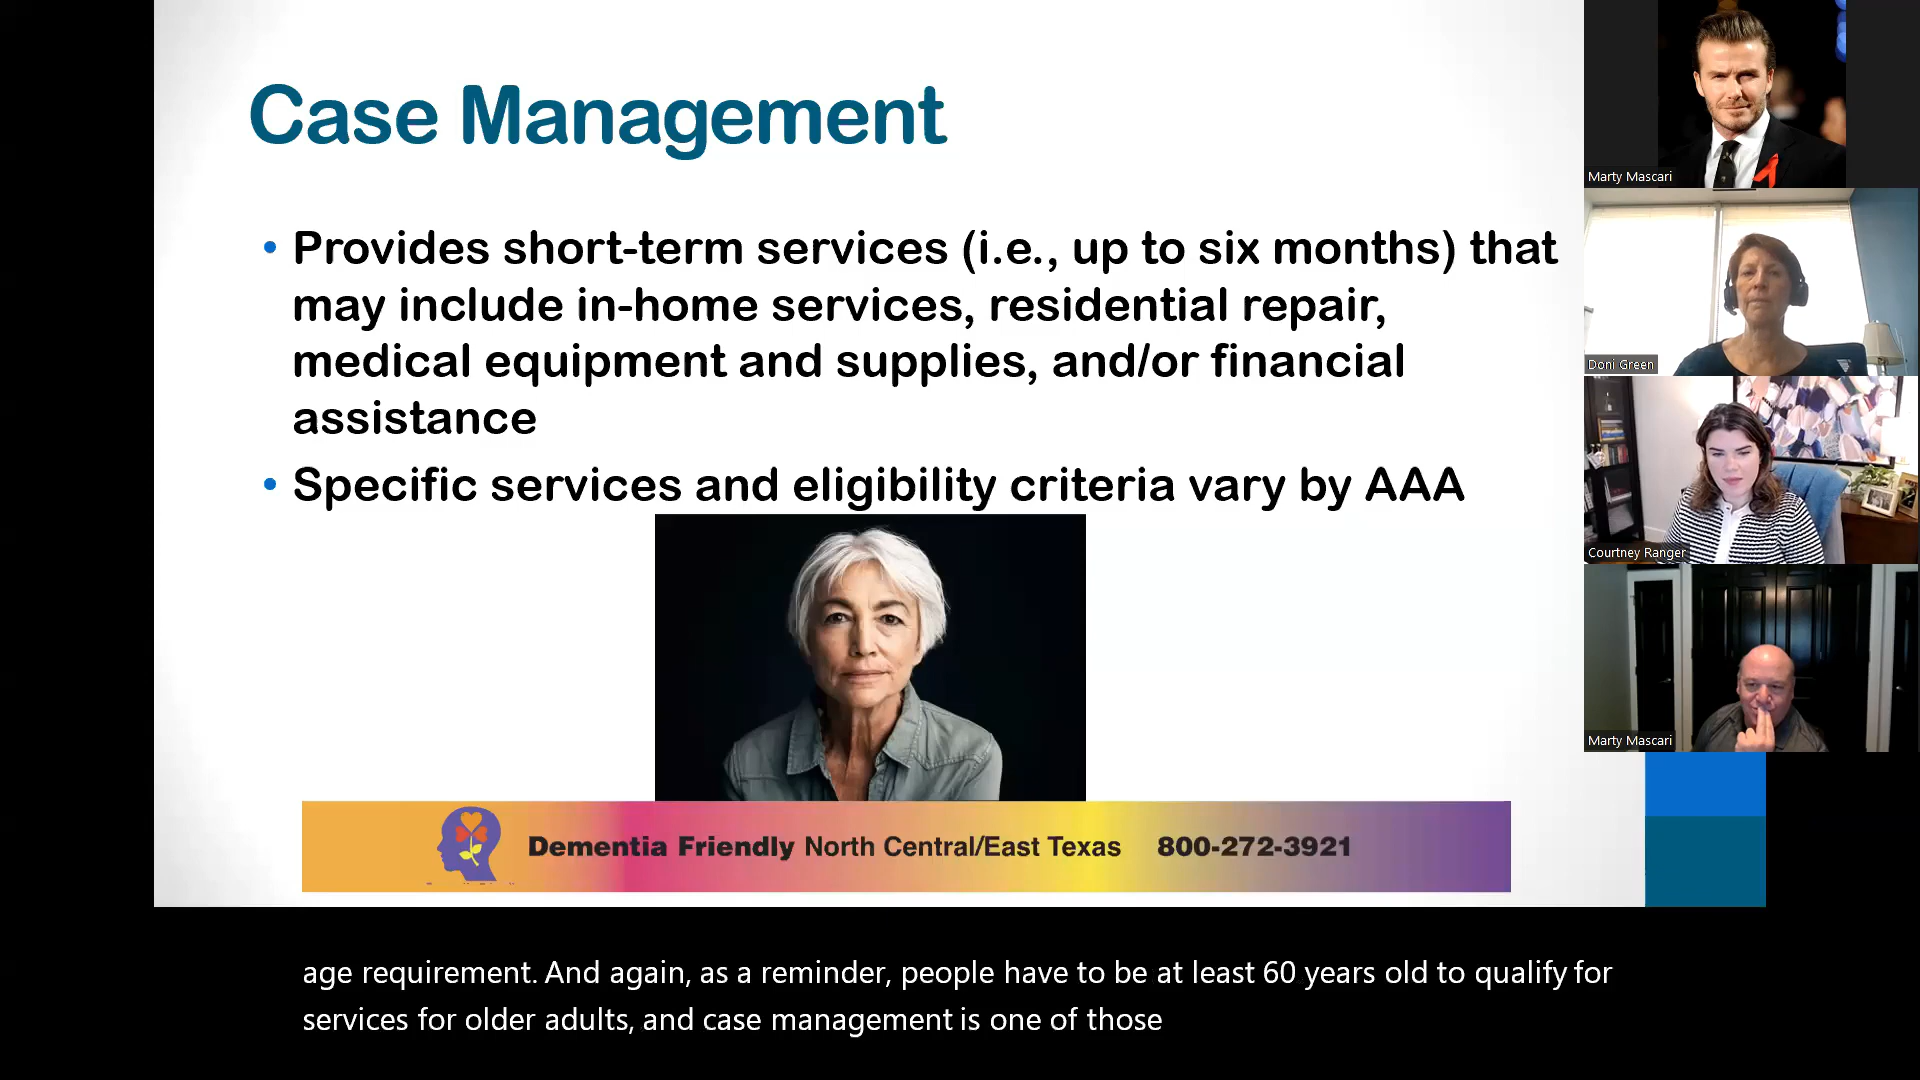 Case Management
• Provides short-term services (i.e., up to six months) that
may include in-home services, residential repair,
medical equipment and supplies, and/or financial
assistance
• Specific services and eligibility criteria vary by AAA
Dementia Friendly North Central/East Texas 800-272-3921
Marty Mascari
Doni Green
Courtney Ranger
Marty Mascari
age requirement. And again, as a reminder, people have to be at least 60 years old to qualify for
services for older adults, and case management is one of those